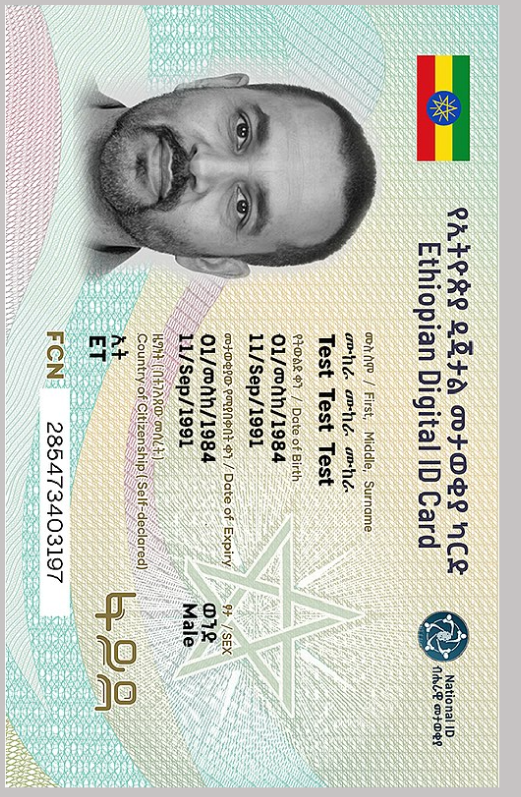 የኢትዮጵያ ዲጂታል መታወቂያ ካርድ
Ethiopian Digital ID Card
National ID
ብሔራዊ መታወቂያ
ሙሉ ስም / First, Middle, Surname
ሙከራ ሙከራ ሙከራ
Test Test Test
የትውልድ ቀን / Date of Birth
01/መስከ/1984
11/Sep/1991
መታወቂያው የሚያበቃበት ቀን / Date of Expiry
01/መስከ/1984
11/Sep/1991
ፆታ / SEX
ወንድ
Male
ዜግነት (በተገለጸው መሰረት)
Country of Citizenship (Self-declared)
ኢት
ET
FCN
285473403197
ፋይዳ